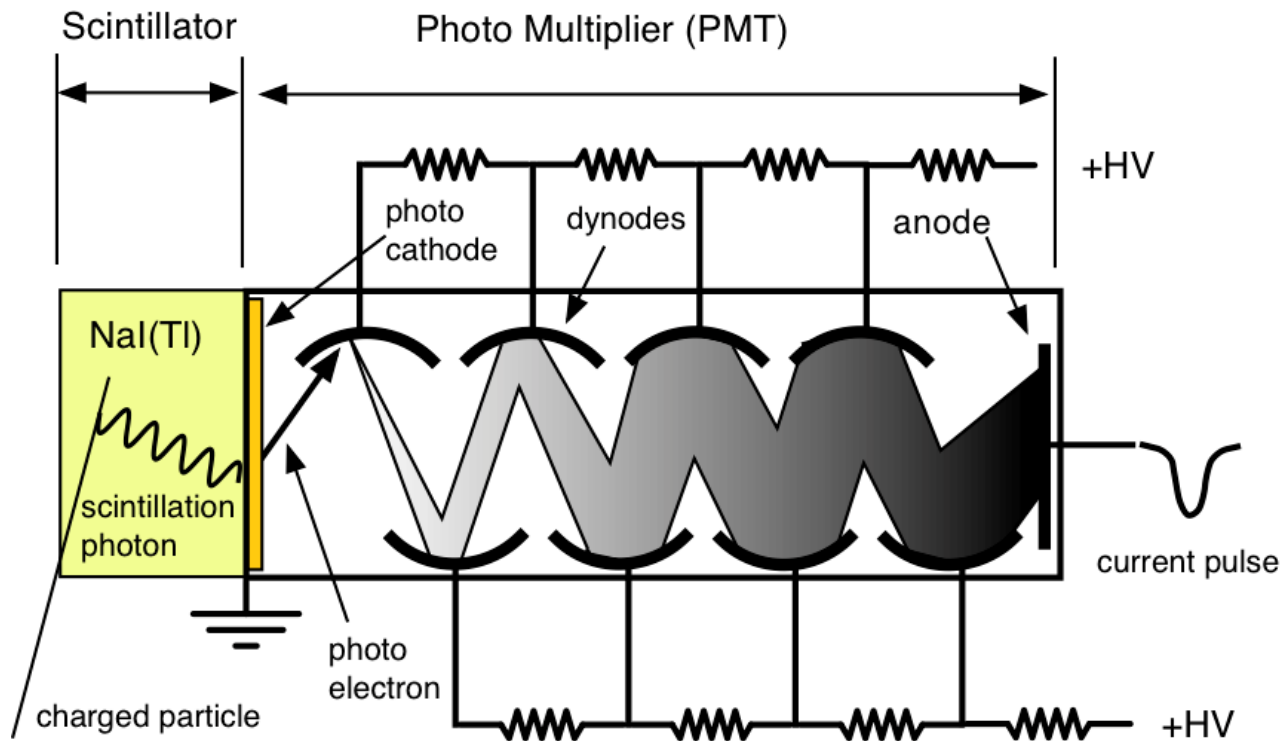 Scintillator
Photo Multiplier (PMT)
+HV
photo
cathode
dynodes
anode
NaI(Tl)
scintillation
photon
current pulse
photo
electron
charged particle
+HV